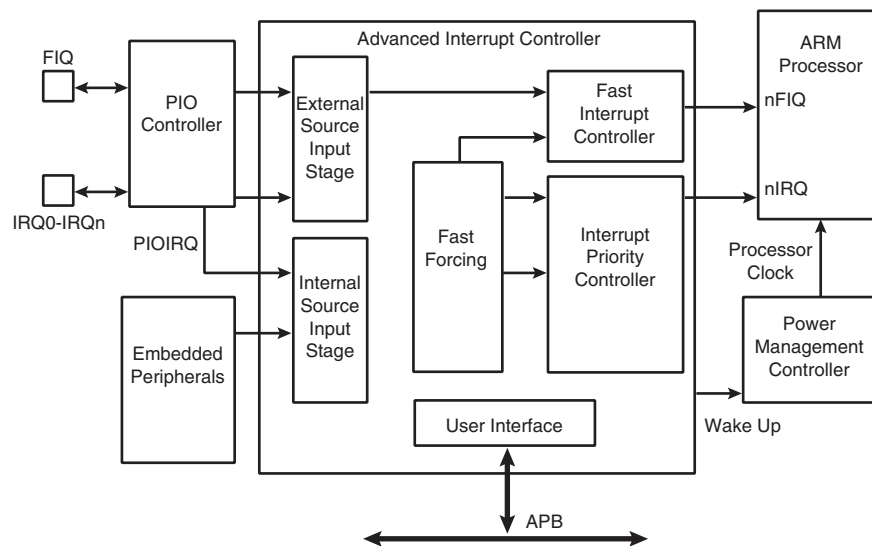 Advanced Interrupt Controller
FIQ
PIO
Controller
IRQ0-IRQn
PIOIRQ
Embedded
Peripherals
External
Source
Input
Stage
Internal
Source
Input
Stage
Fast
Forcing
Fast
Interrupt
Controller
Interrupt
Priority
Controller
User Interface
APB
ARM
Processor
nFIQ
nIRQ
Processor
Clock
Power
Management
Controller
Wake Up